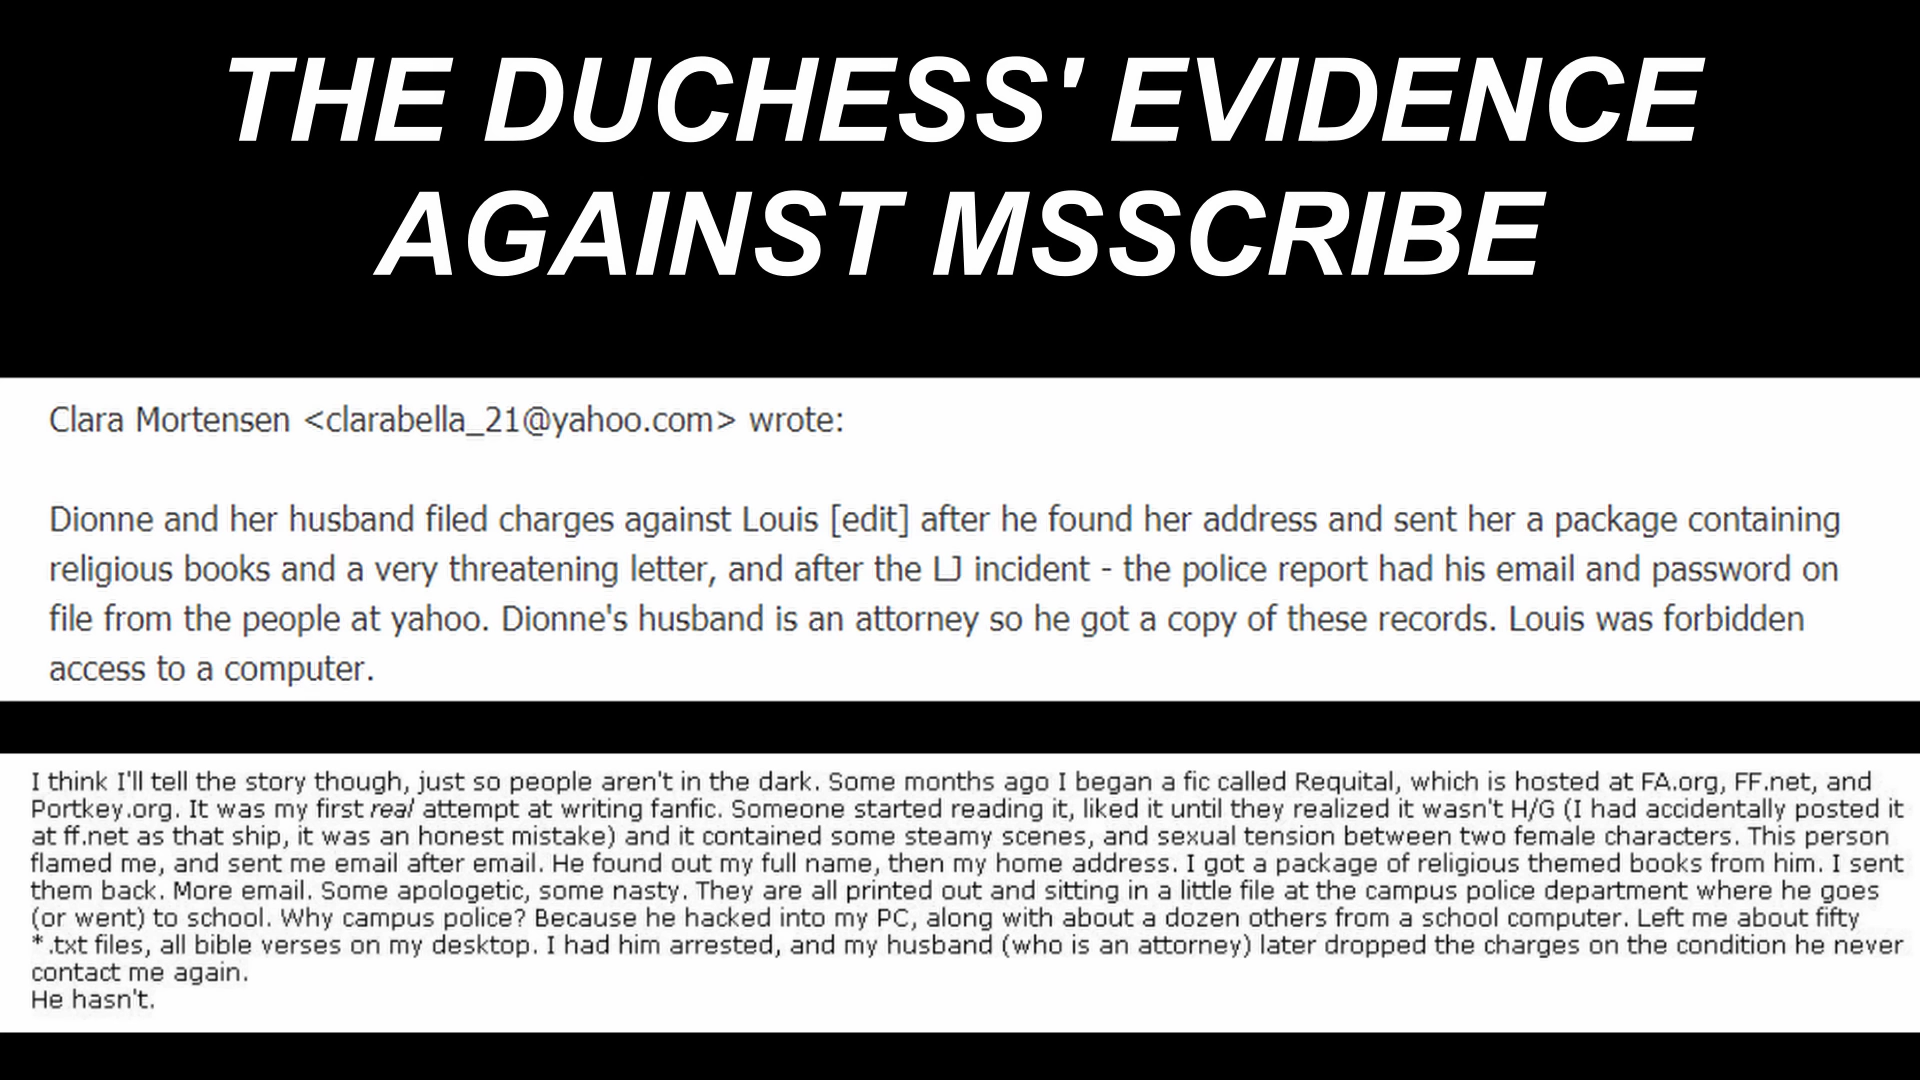 THE DUCHESS' EVIDENCE
AGAINST MSSCRIBE
Clara Mortensen <clarabella_21@yahoo.com> wrote:
Dionne and her husband filed charges against Louis [edit] after he found her address and sent her a package containing
religious books and a very threatening letter, and after the LJ incident - the police report had his email and password on
file from the people at yahoo. Dionne's husband is an attorney so he got a copy of these records. Louis was forbidden
access to a computer.
I think I'll tell the story though, just so people aren't in the dark. Some months ago I began a fic called Requital, which is hosted at FA.org, FF.net, and
Portkey.org. It was my first real attempt at writing fanfic. Someone started reading it, liked it until they realized it wasn't H/G (I had accidentally posted it
at ff.net as that ship, it was an honest mistake) and it contained some steamy scenes, and sexual tension between two female characters. This person
flamed me, and sent me email after email. He found out my full name, then my home address. I got a package of religious themed books from him. I sent
them back. More email. Some apologetic, some nasty. They are all printed out and sitting in a little file at the campus police department where he goes
(or went) to school. Why campus police? Because he hacked into my PC, along with about a dozen others from a school computer. Left me about fifty
*.txt files, all bible verses on my desktop. I had him arrested, and my husband (who is an attorney) later dropped the charges on the condition he never
contact me again.
He hasn't.